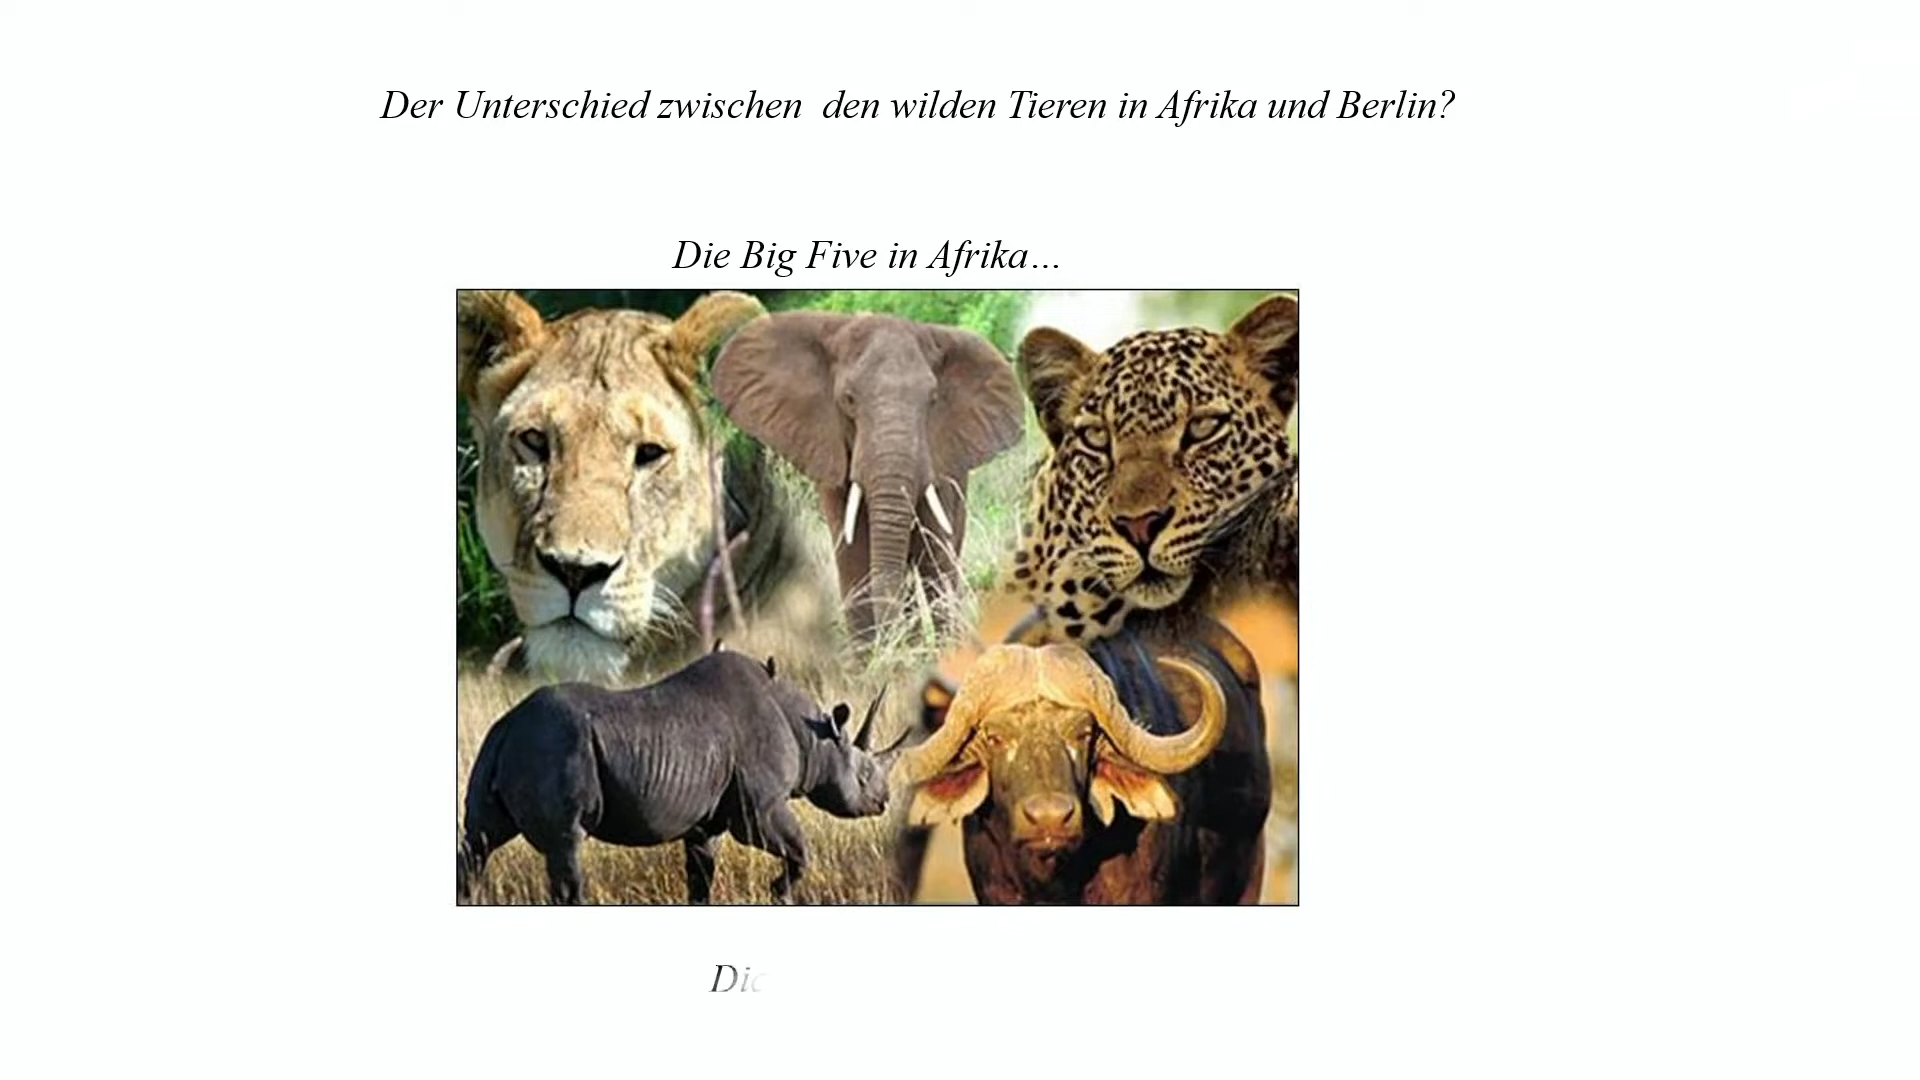 Der Unterschied zwischen den wilden Tieren in Afrika und Berlin?
Die Big Five in Afrika...